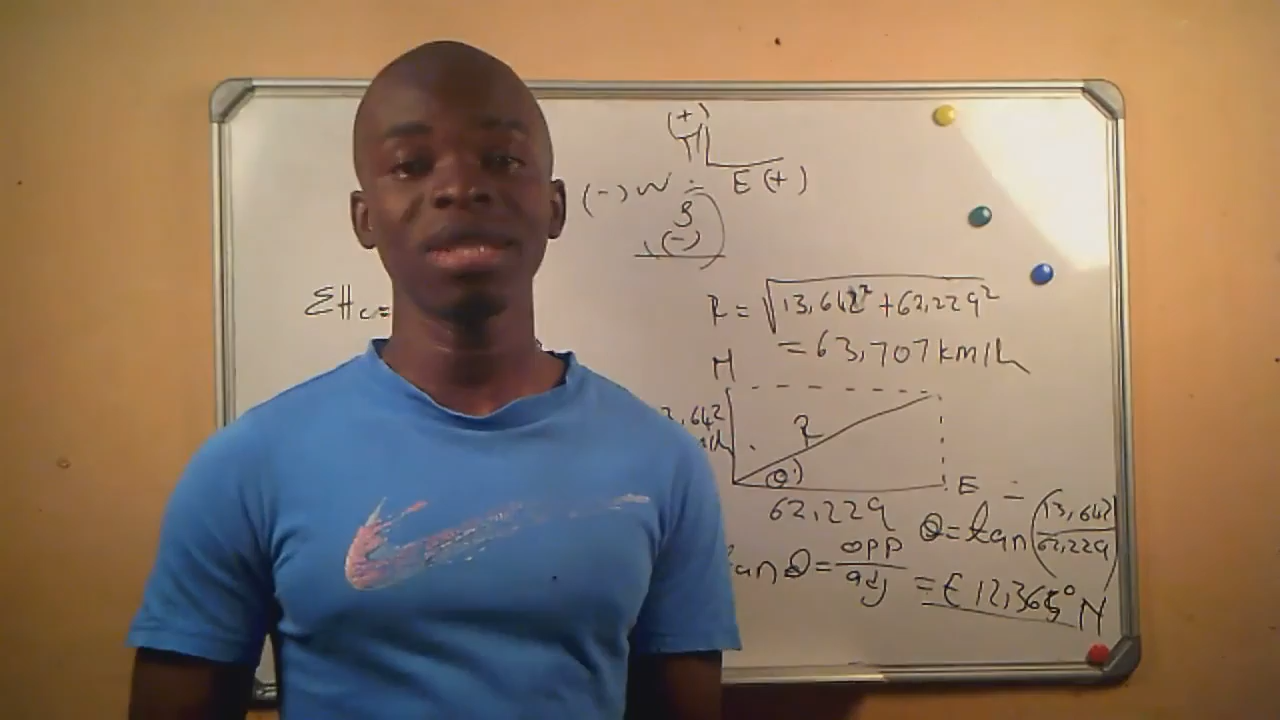 (+)
N
(-) W E (+)
S
(-)
ΣHc=
R = √13,642² + 62,229²
= 63,707 km/h
N
,642
R
θ
E
62,229
θ = tan⁻(13,642/62,229)
tan θ = opp/adj
= E 12,365° N